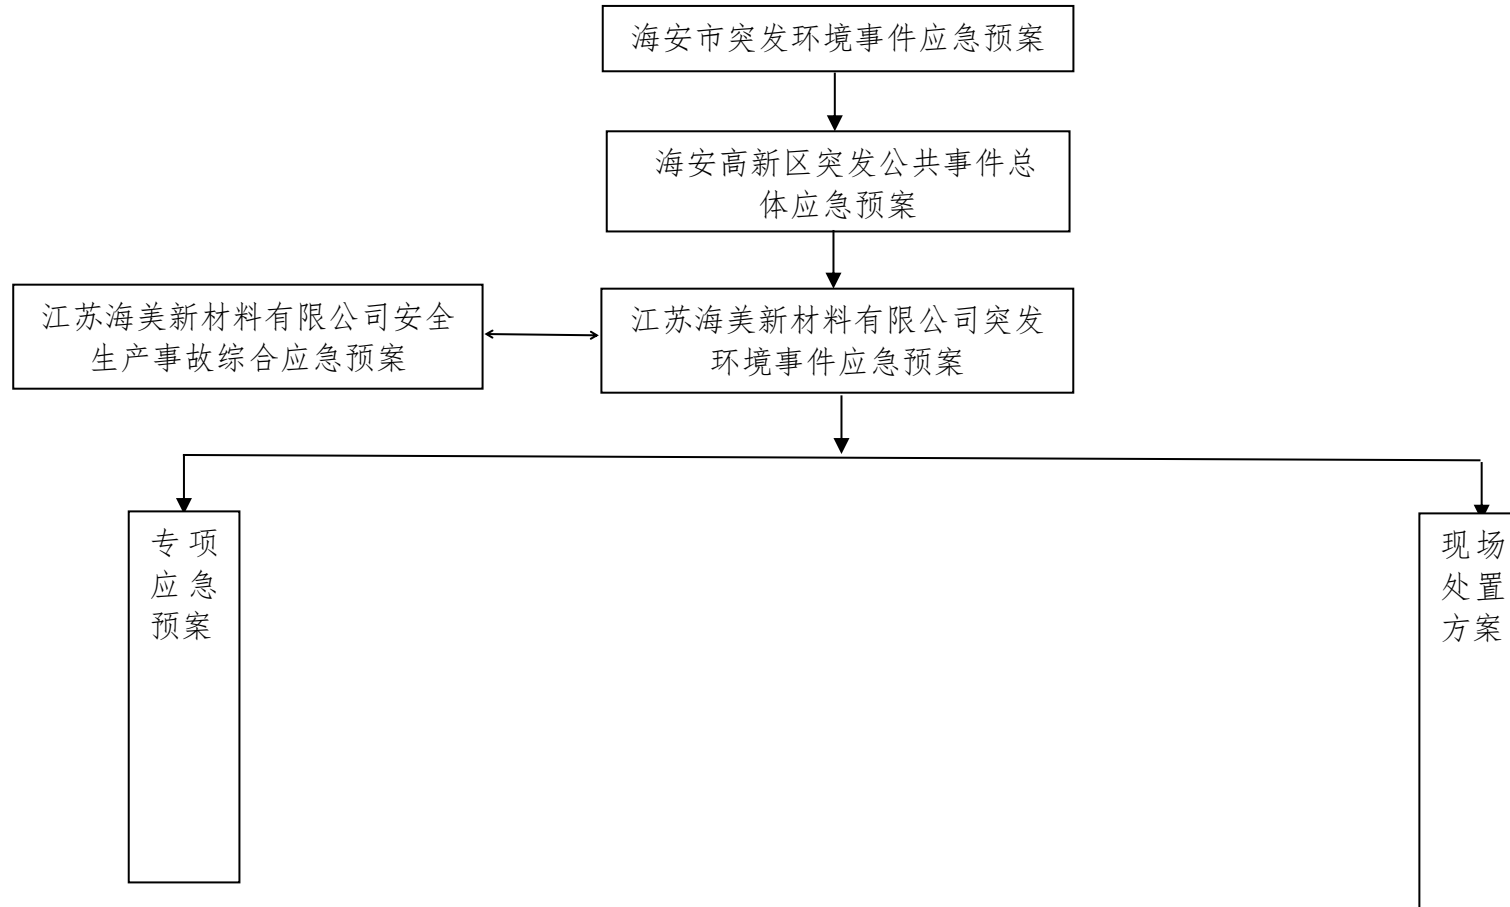 海安市突发环境事件应急预案
海安高新区突发公共事件总
体应急预案
江苏海美新材料有限公司安全
生产事故综合应急预案
江苏海美新材料有限公司突发
环境事件应急预案
专项
应急
预案
现场
处置
方案